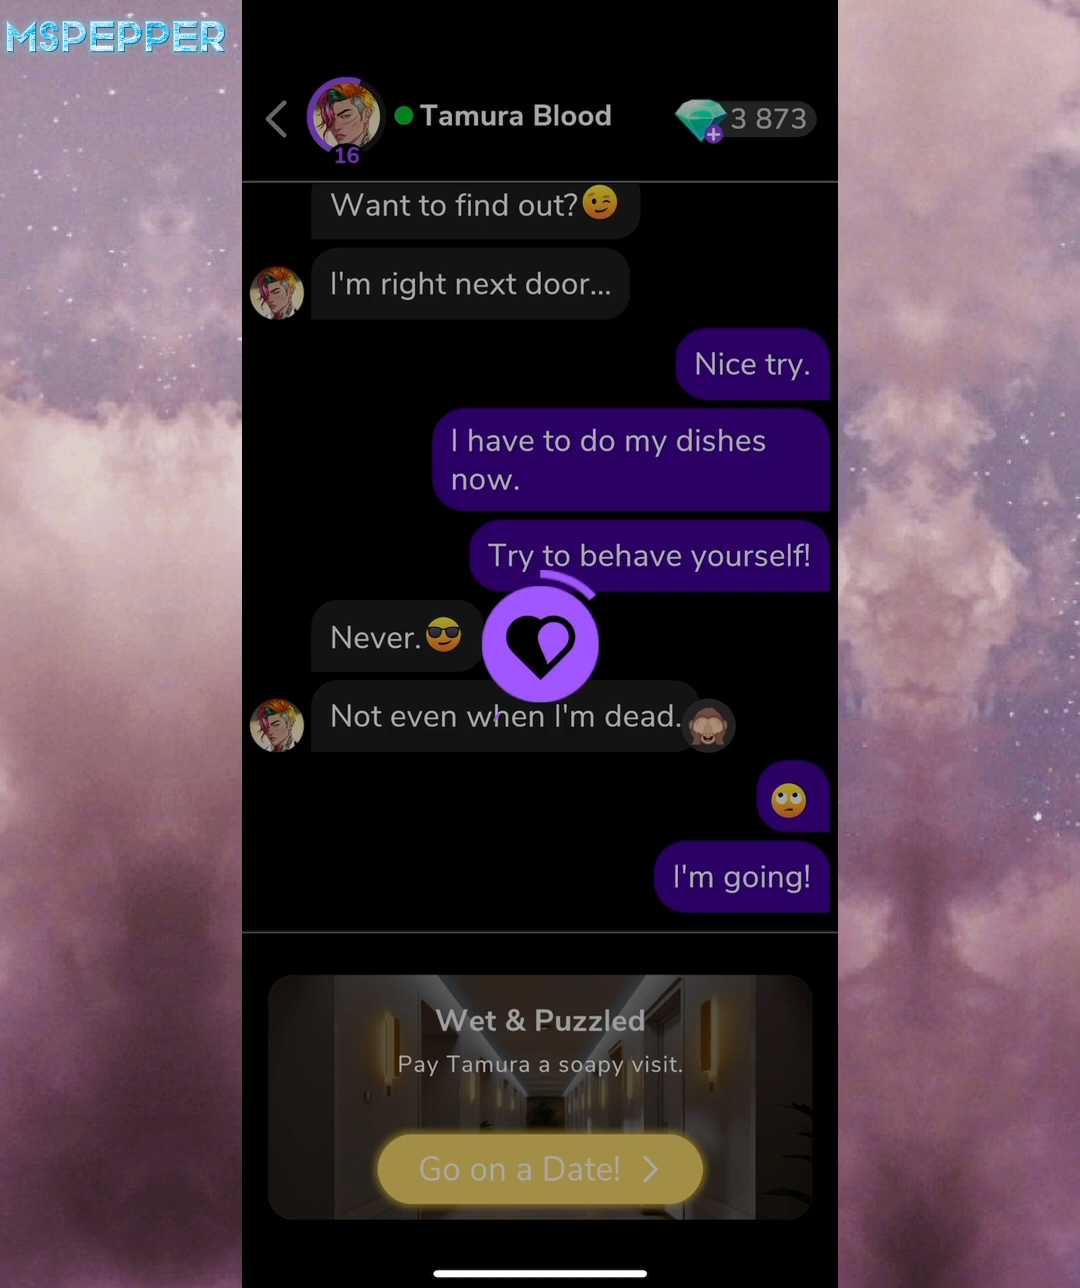 MSPEPPER
Tamura Blood
3 873
16
Want to find out?😉
I'm right next door...
Nice try.
I have to do my dishes
now.
Try to behave yourself!
Never.😎
Not even when I'm dead.
🙈
🙄
I'm going!
Wet & Puzzled
Pay Tamura a soapy visit.
Go on a Date!